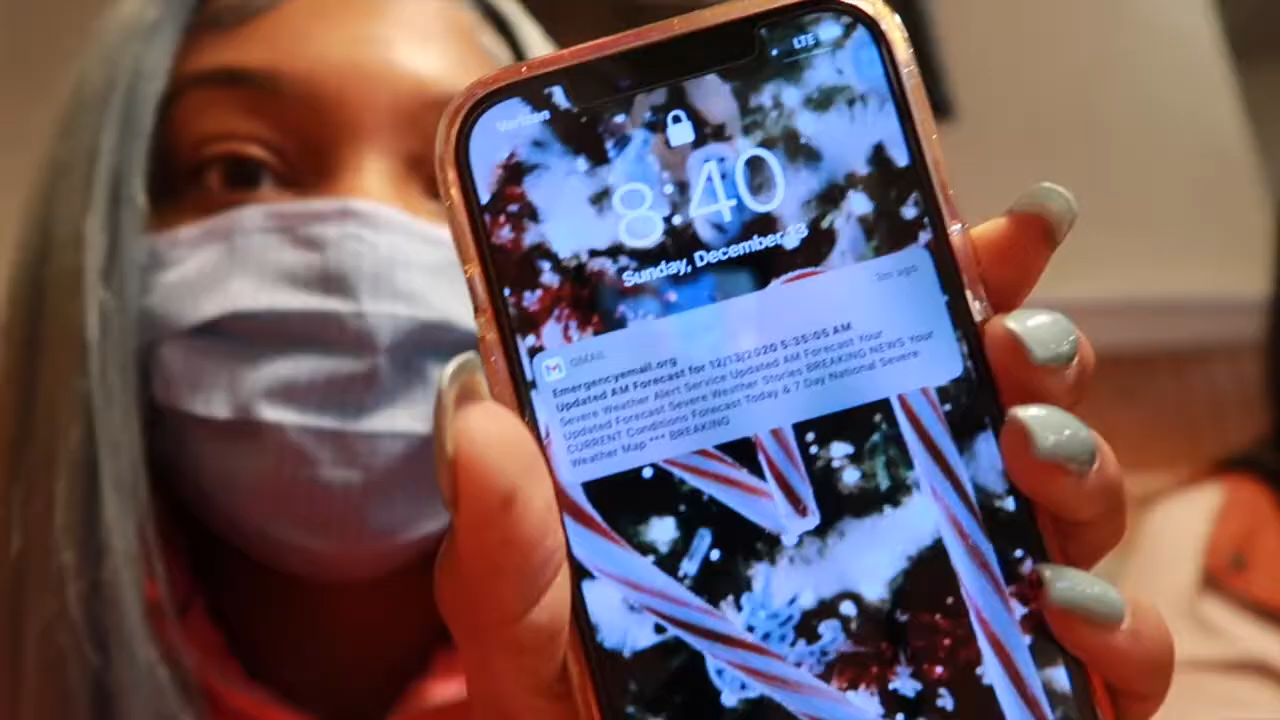 Verizon
LTE
8:40
Sunday, December 13
GMAIL
3m ago
Emergencyemail.org
Updated AM Forecast for 12/13/2020 5:35:05 AM
Severe Weather Alert Service Updated AM Forecast Your
Updated Forecast Severe Weather Stories BREAKING NEWS Your
CURRENT Conditions Forecast Today & 7 Day National Severe
Weather Map *** BREAKING